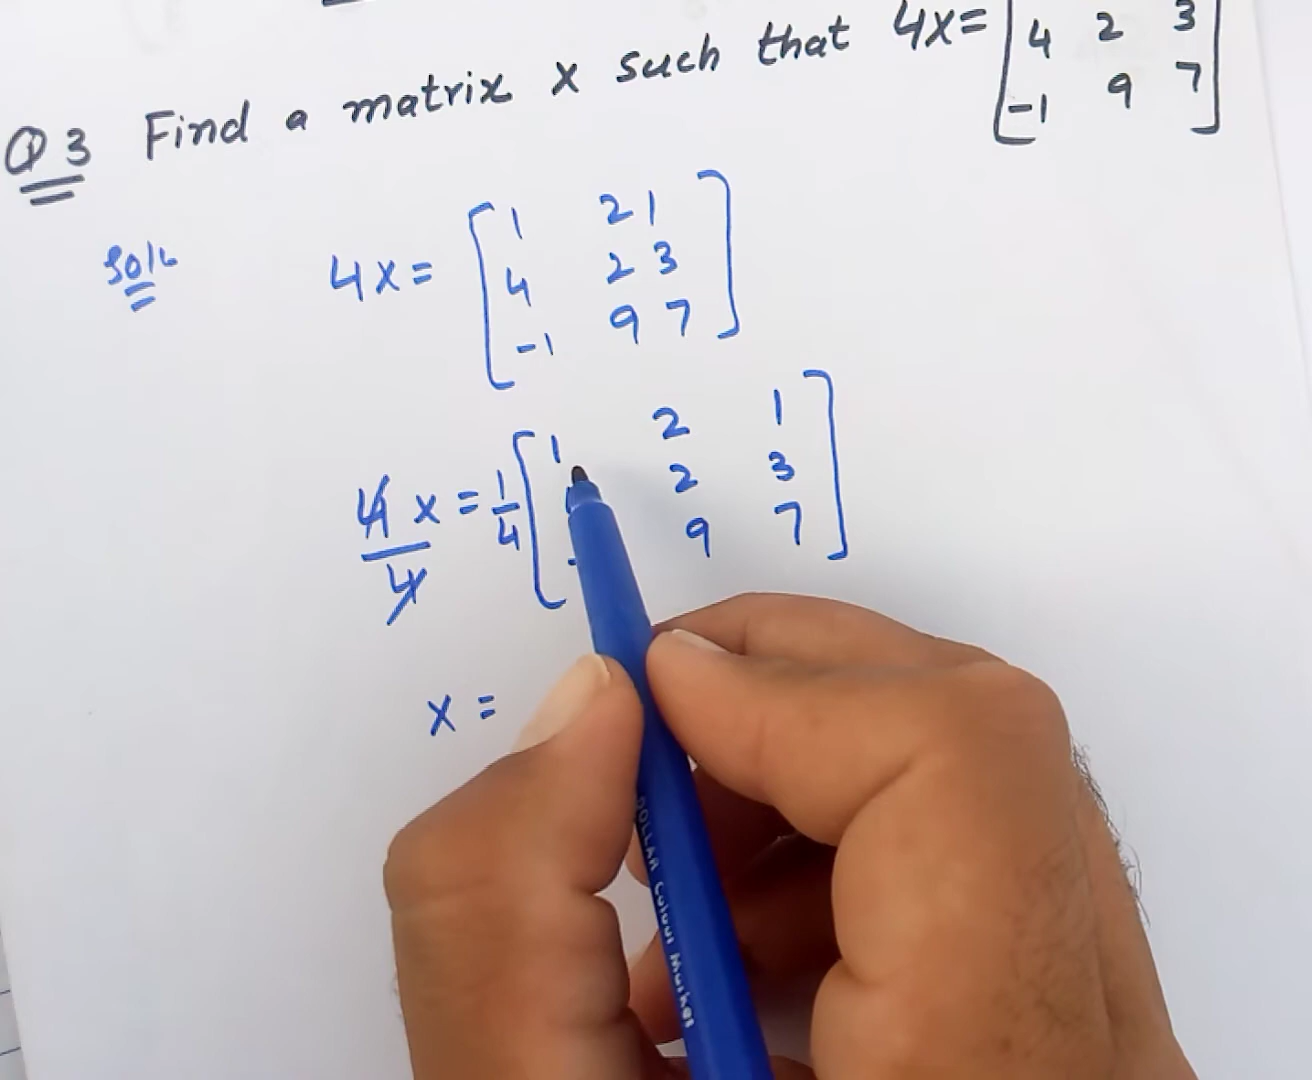 Q3 Find a matrix x such that 4x= [
4 2 3
-1 9 7 ]
Sol:
4x = [ 1 2 1
4 2 3
-1 9 7 ]
4/4 x = 1/4 [ 1 2 1
2 3
9 7 ]
x =
DOLLAR Colour Marker